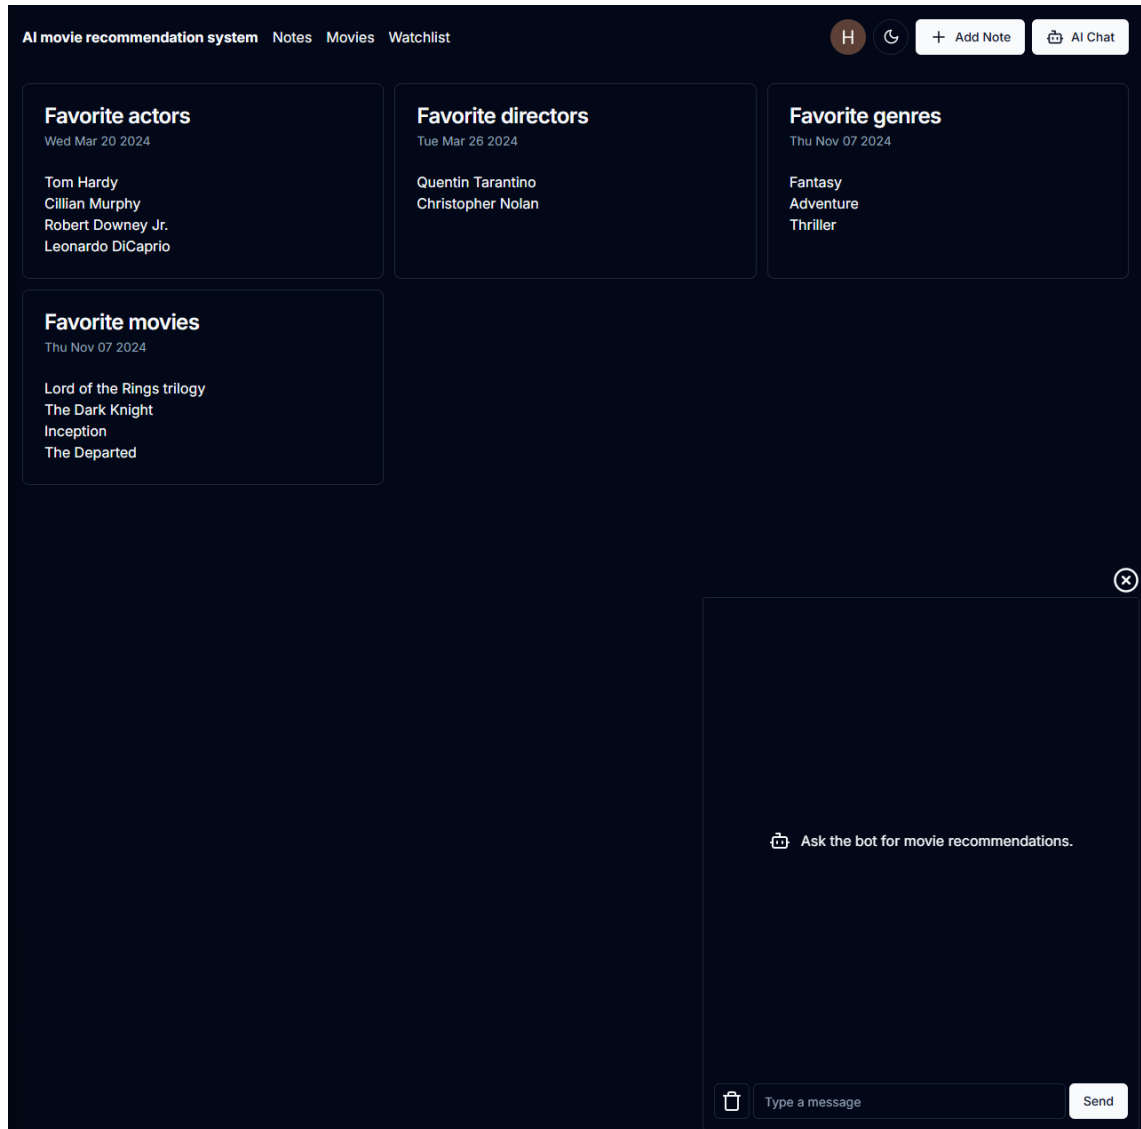 AI movie recommendation system Notes Movies Watchlist H Add Note AI Chat
Favorite actors
Wed Mar 20 2024
Tom Hardy
Cillian Murphy
Robert Downey Jr.
Leonardo DiCaprio
Favorite directors
Tue Mar 26 2024
Quentin Tarantino
Christopher Nolan
Favorite genres
Thu Nov 07 2024
Fantasy
Adventure
Thriller
Favorite movies
Thu Nov 07 2024
Lord of the Rings trilogy
The Dark Knight
Inception
The Departed
Ask the bot for movie recommendations.
Type a message Send